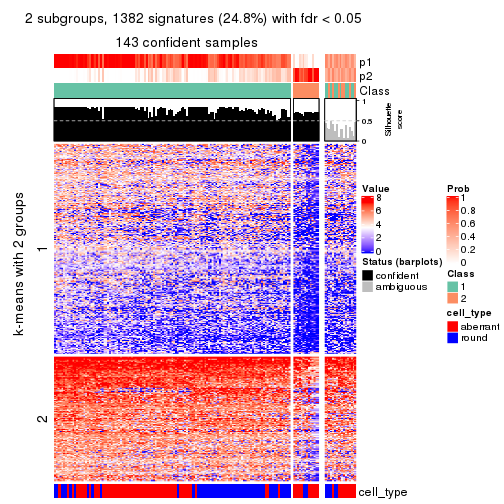 2 subgroups, 1382 signatures (24.8%) with fdr < 0.05
143 confident samples
p1
p2
Class
1
0.5
0
Silhouette
score
k-means with 2 groups
1
2
cell_type
Value
8
6
4
2
0
Status (barplots)
confident
ambiguous
Prob
1
0.8
0.6
0.4
0.2
0
Class
1
2
cell_type
aberrant
round